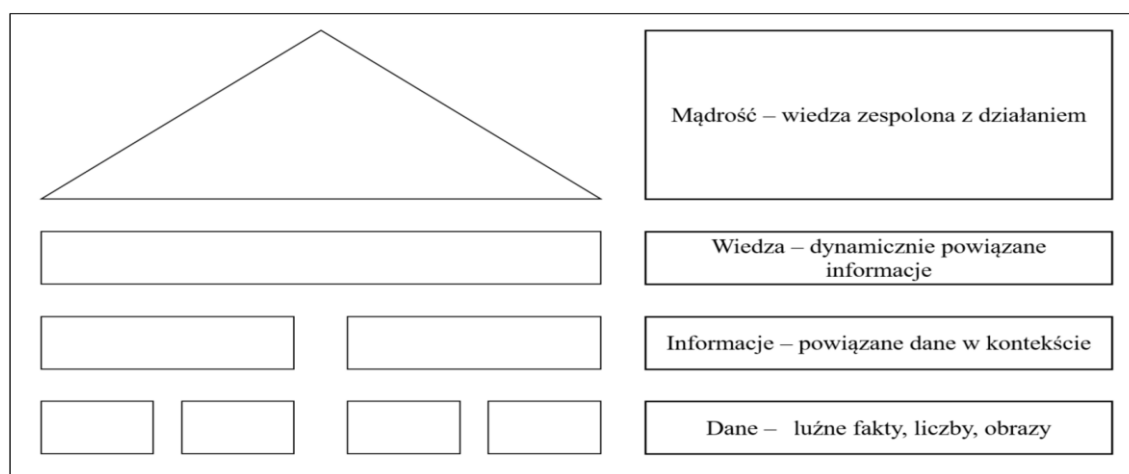 Mądrość – wiedza zespolona z działaniem
Wiedza – dynamicznie powiązane
informacje
Informacje – powiązane dane w kontekście
Dane – luźne fakty, liczby, obrazy